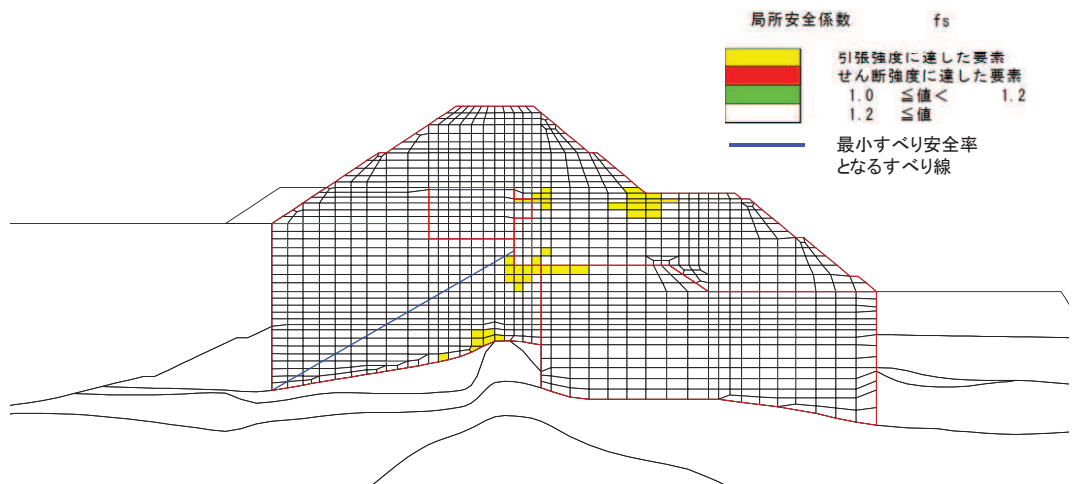 局所安全係数 fs
引張強度に達した要素
せん断強度に達した要素
1.0 ≦値< 1.2
1.2 ≦値
最小すべり安全率
となるすべり線